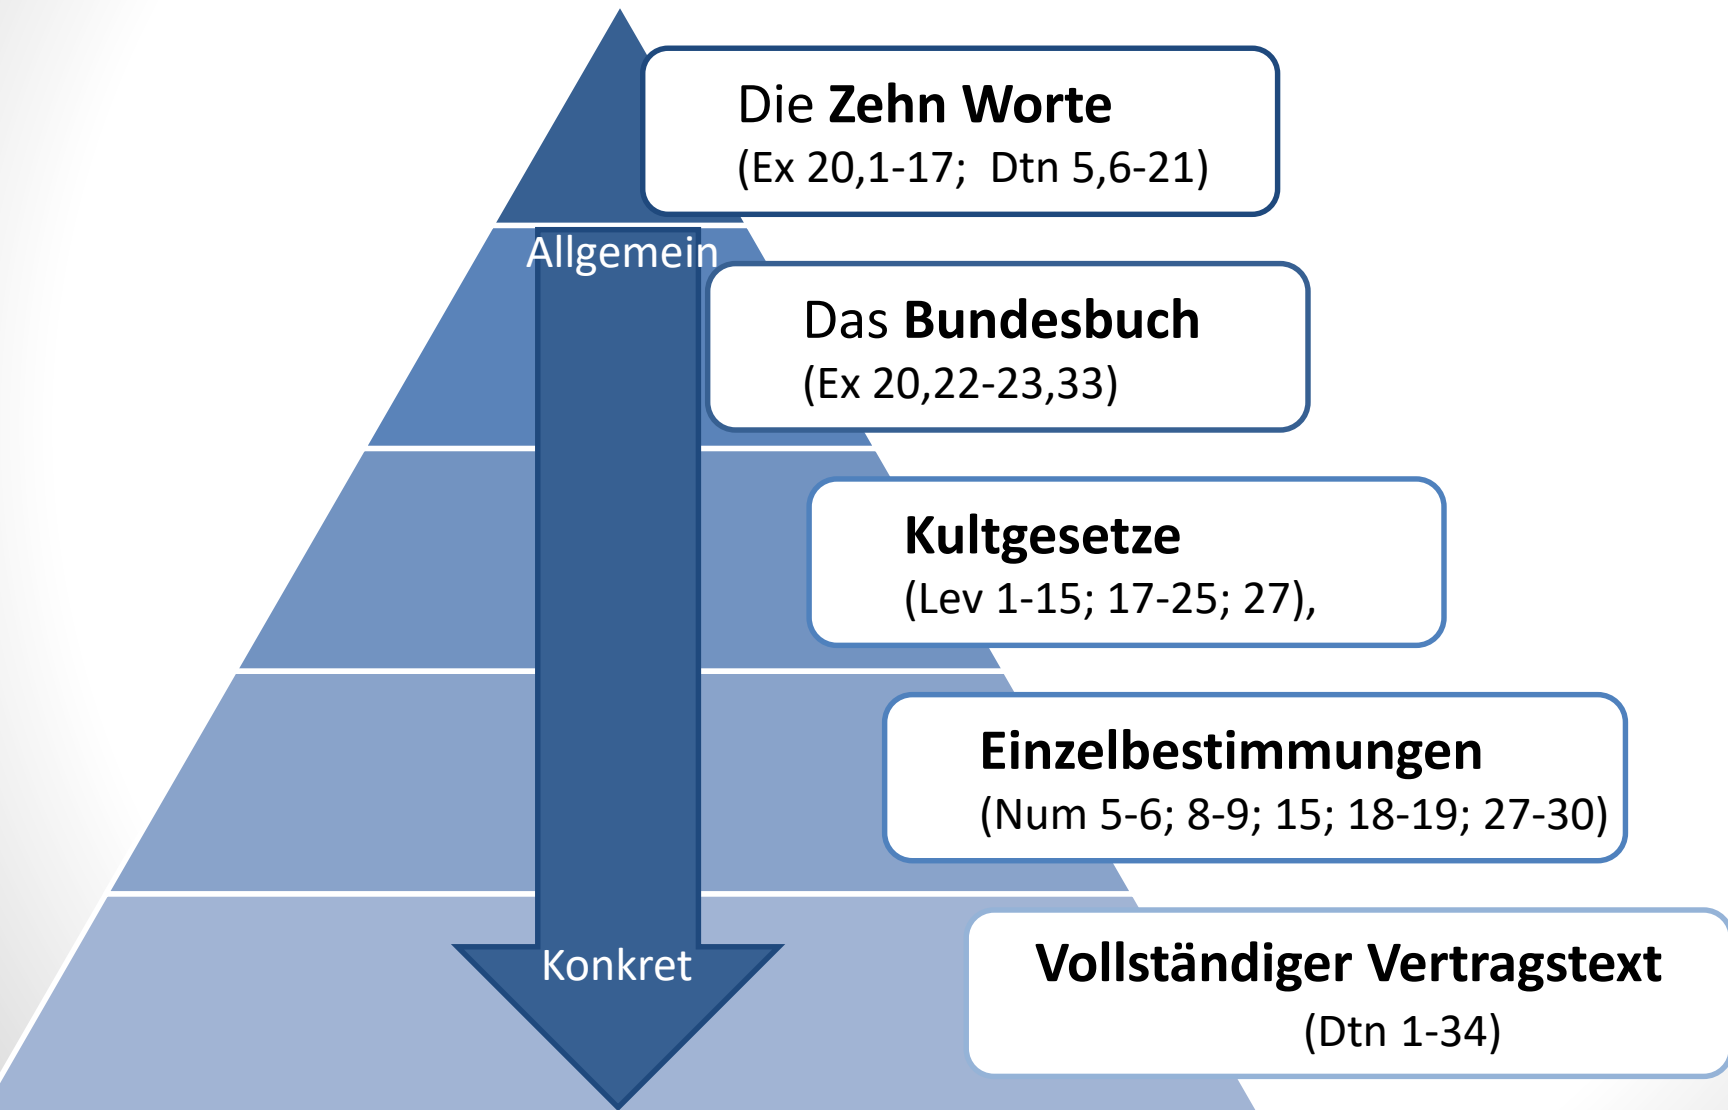 Die Zehn Worte
(Ex 20,1-17; Dtn 5,6-21)
Allgemein
Das Bundesbuch
(Ex 20,22-23,33)
Kultgesetze
(Lev 1-15; 17-25; 27),
Einzelbestimmungen
(Num 5-6; 8-9; 15; 18-19; 27-30)
Konkret
Vollständiger Vertragstext
(Dtn 1-34)